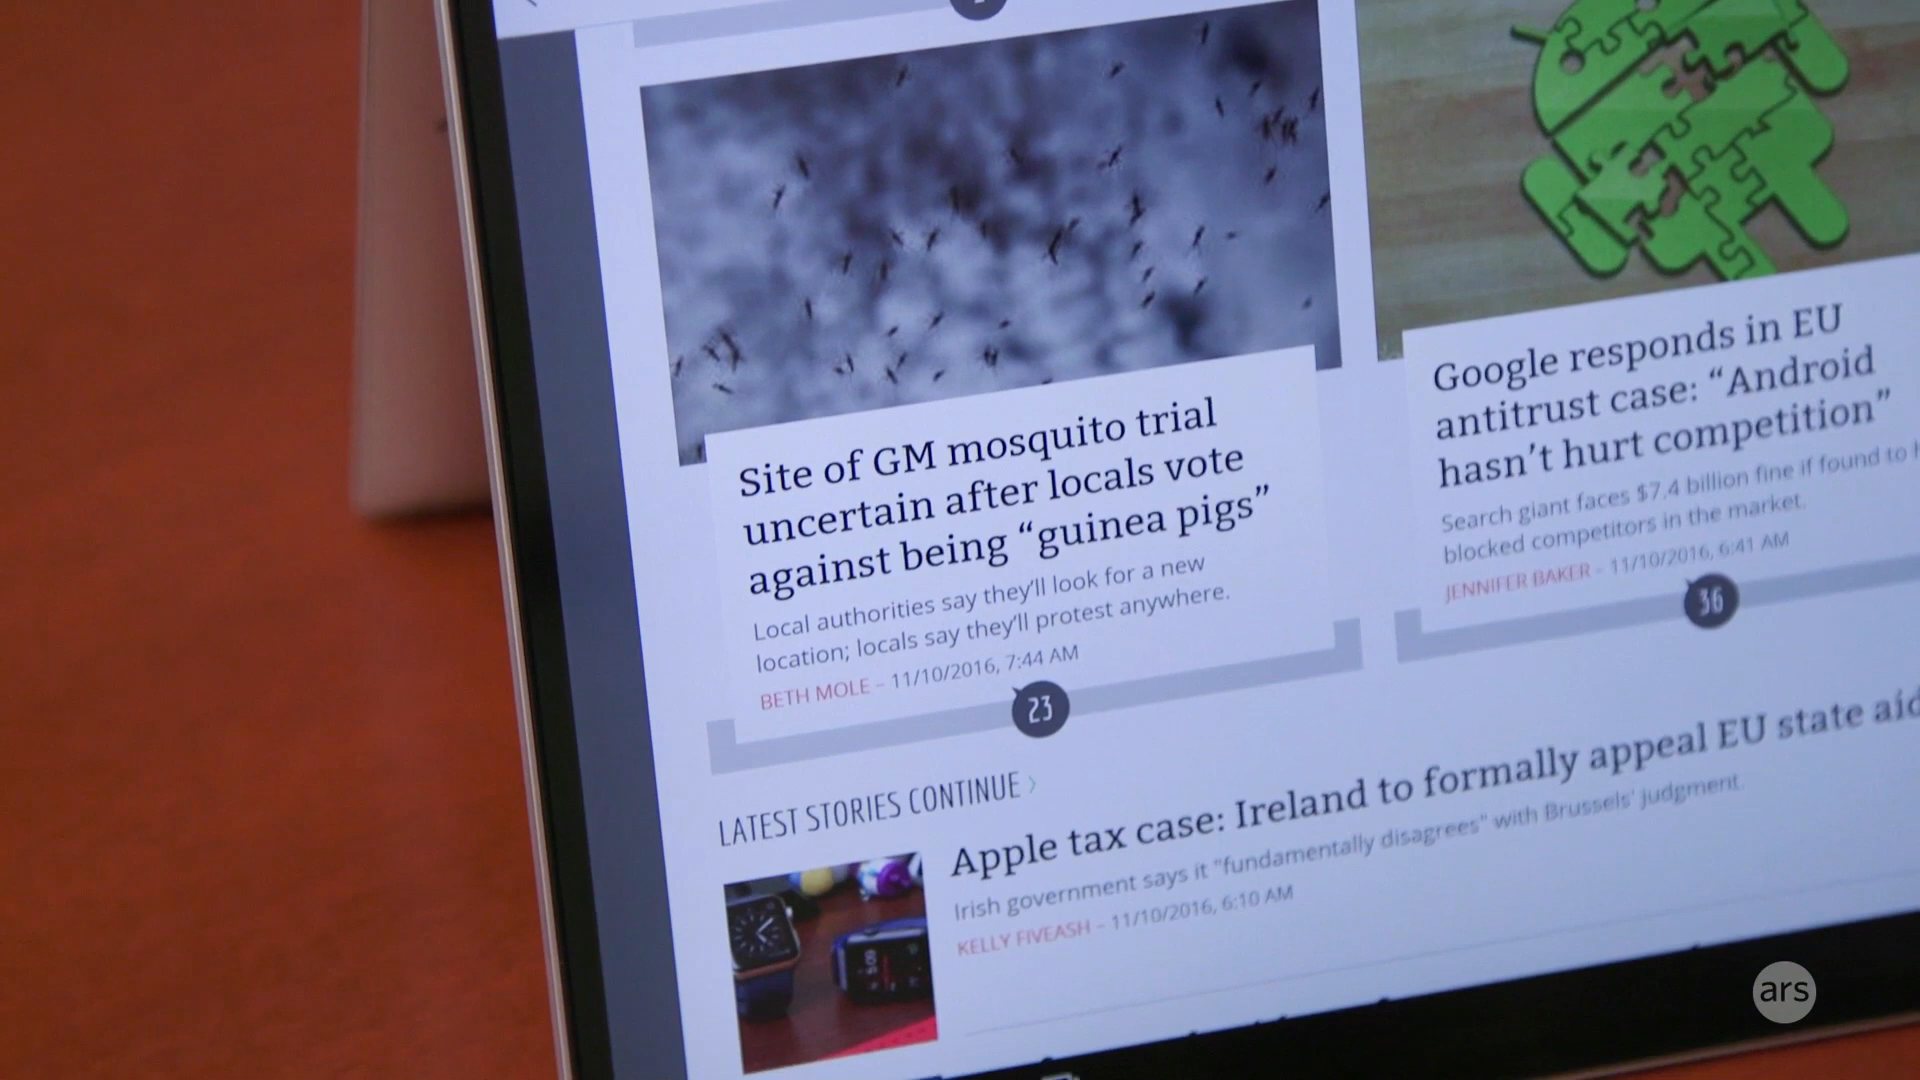 Site of GM mosquito trial
uncertain after locals vote
against being “guinea pigs”
Local authorities say they’ll look for a new
location; locals say they’ll protest anywhere.
BETH MOLE – 11/10/2016, 7:44 AM
23
Google responds in EU
antitrust case: “Android
hasn’t hurt competition”
Search giant faces $7.4 billion fine if found to
blocked competitors in the market.
JENNIFER BAKER – 11/10/2016, 6:41 AM
36
LATEST STORIES CONTINUE ›
Apple tax case: Ireland to formally appeal EU state aid
Irish government says it "fundamentally disagrees" with Brussels' judgment.
KELLY FIVEASH – 11/10/2016, 6:10 AM
5:09
ars